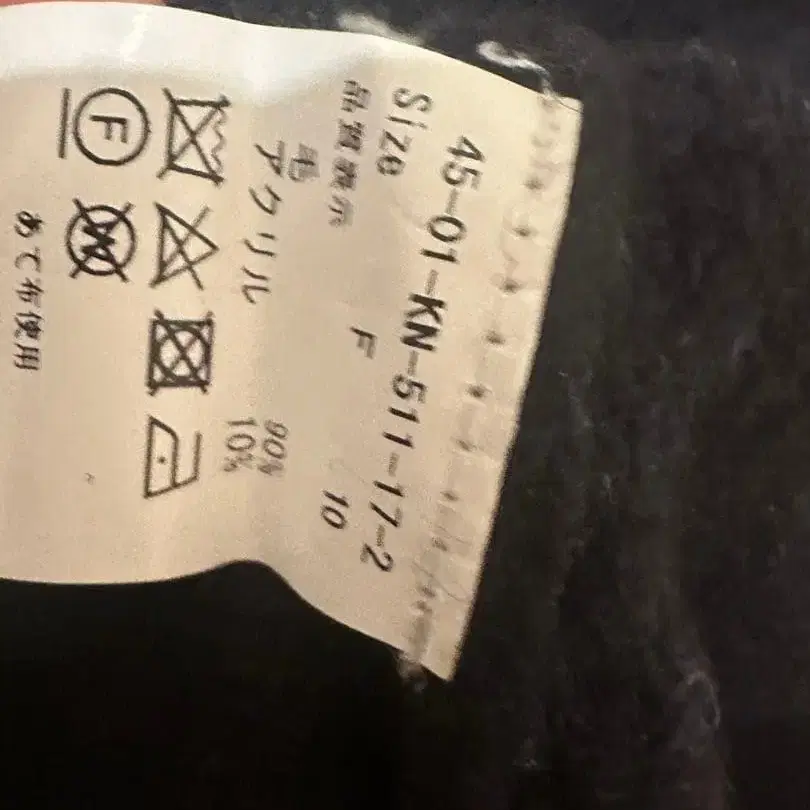 45-01-KN-511-17-2
Size F 10
品質表示
毛 90%
アクリル 10%
F W
あて布使用